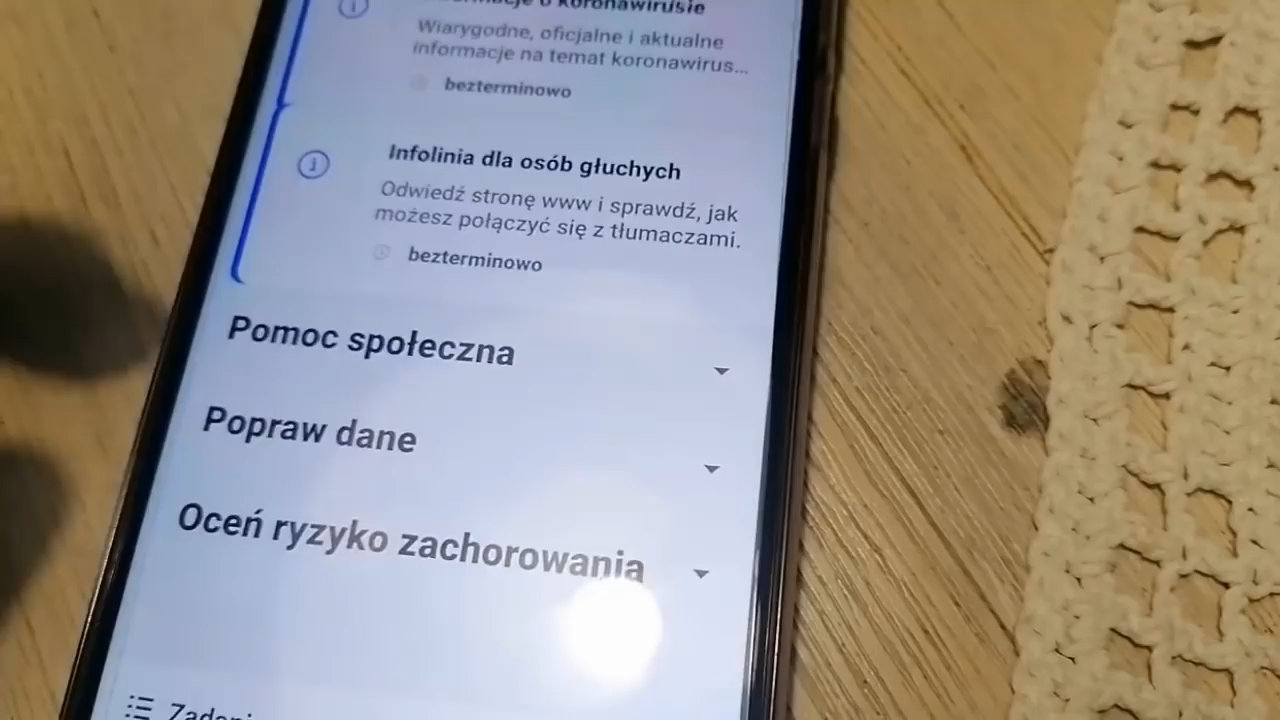 o koronawirusie
Wiarygodne, oficjalne i aktualne
informacje na temat koronawirus...
bezterminowo
Infolinia dla osób głuchych
Odwiedź stronę www i sprawdź, jak
możesz połączyć się z tłumaczami.
bezterminowo
Pomoc społeczna
Popraw dane
Oceń ryzyko zachorowania